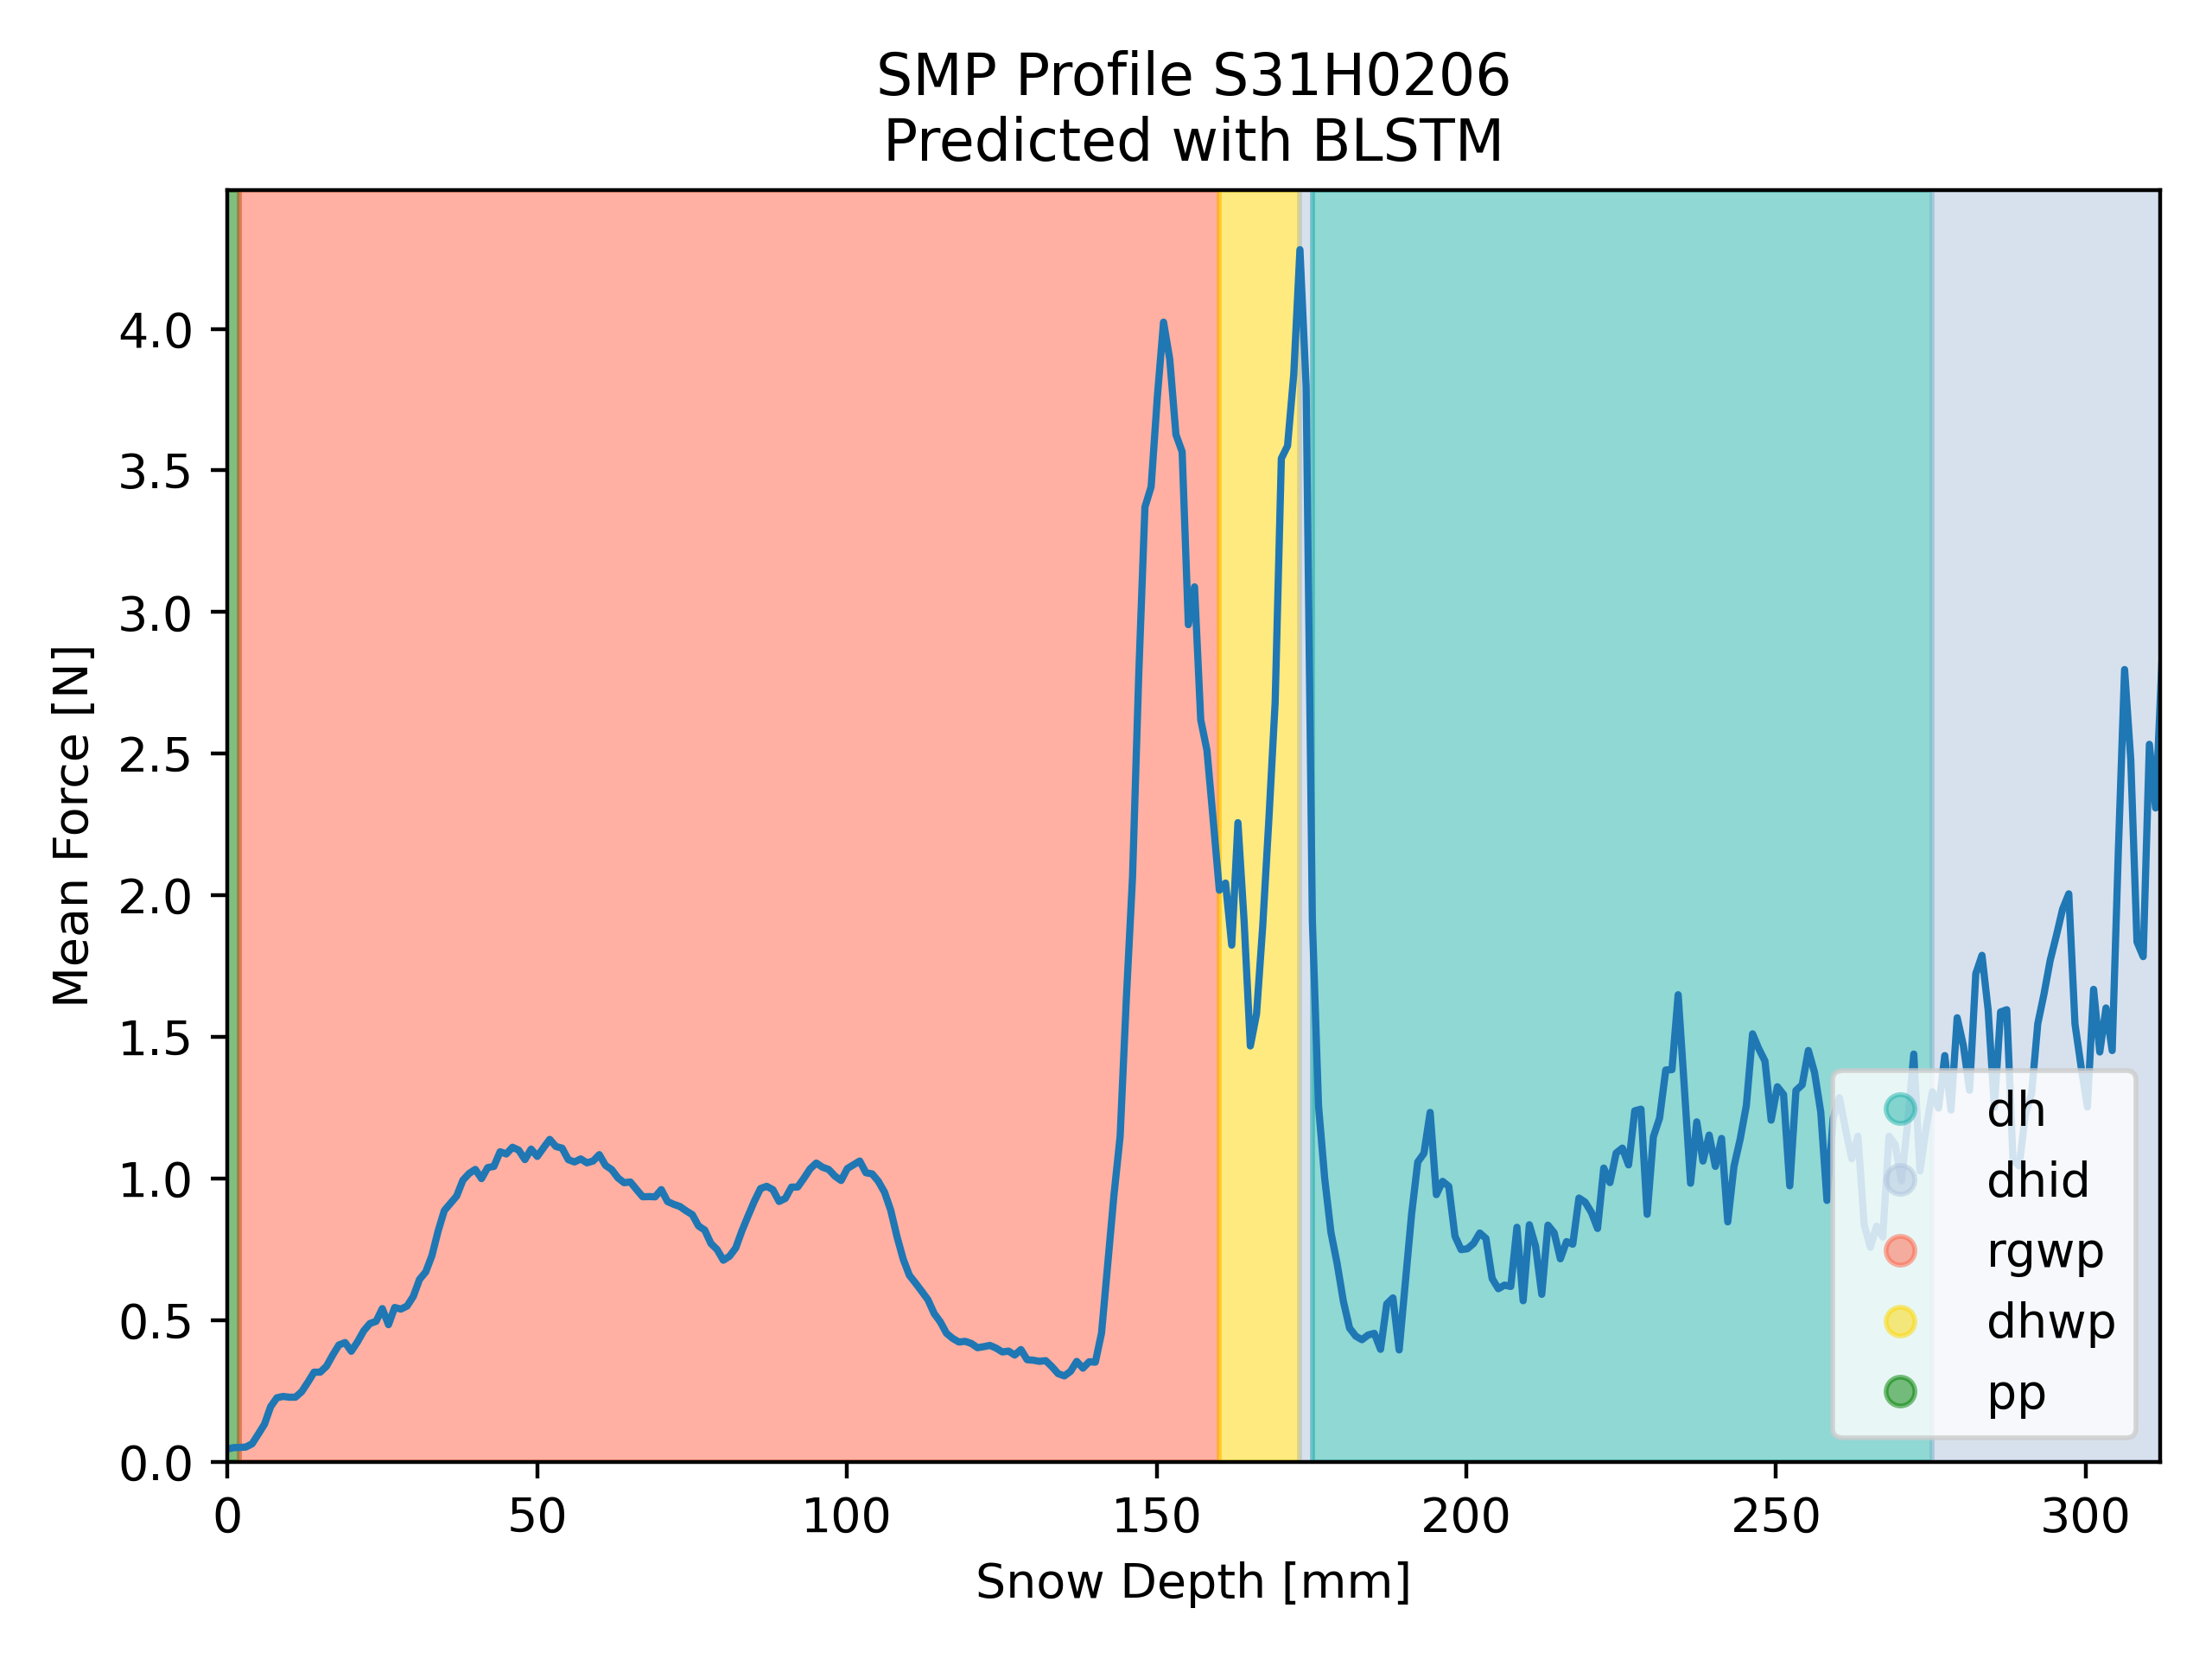 SMP Profile S31H0206
Predicted with BLSTM
Mean Force [N]
4.0
3.5
3.0
2.5
2.0
1.5
1.0
0.5
0.0
dh
dhid
rgwp
dhwp
pp
0 50 100 150 200 250 300
Snow Depth [mm]